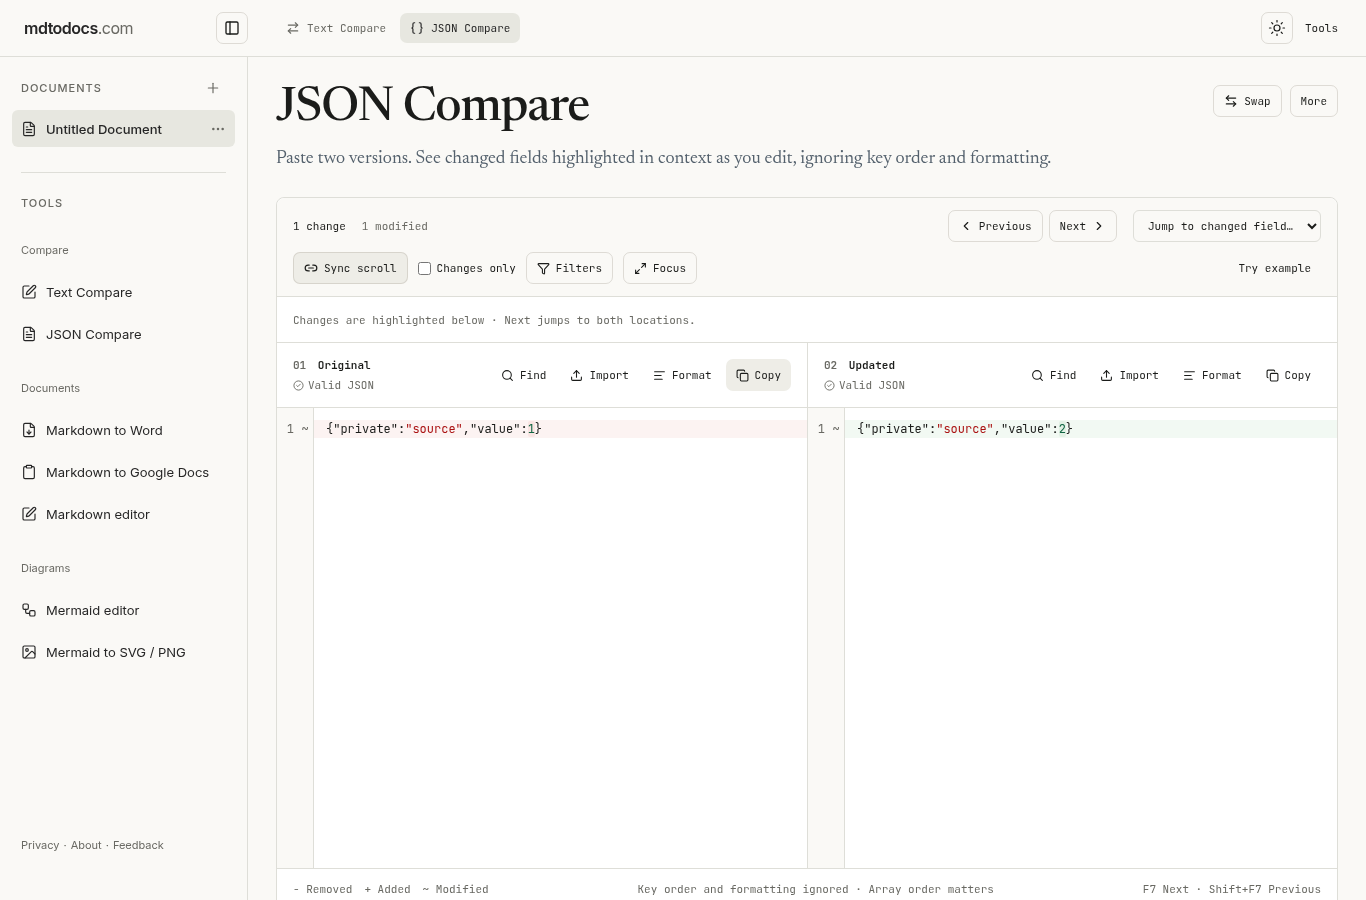 mdtodocs.com
Text Compare
JSON Compare
Tools
DOCUMENTS
Untitled Document
TOOLS
Compare
Text Compare
JSON Compare
Documents
Markdown to Word
Markdown to Google Docs
Markdown editor
Diagrams
Mermaid editor
Mermaid to SVG / PNG
Privacy · About · Feedback
JSON Compare
Swap
More
Paste two versions. See changed fields highlighted in context as you edit, ignoring key order and formatting.
1 change 1 modified
Previous
Next
Jump to changed field…
Sync scroll
Changes only
Filters
Focus
Try example
Changes are highlighted below · Next jumps to both locations.
01 Original
Valid JSON
Find
Import
Format
Copy
1 ~ {"private":"source","value":1}
02 Updated
Valid JSON
Find
Import
Format
Copy
1 ~ {"private":"source","value":2}
- Removed + Added ~ Modified
Key order and formatting ignored · Array order matters
F7 Next · Shift+F7 Previous